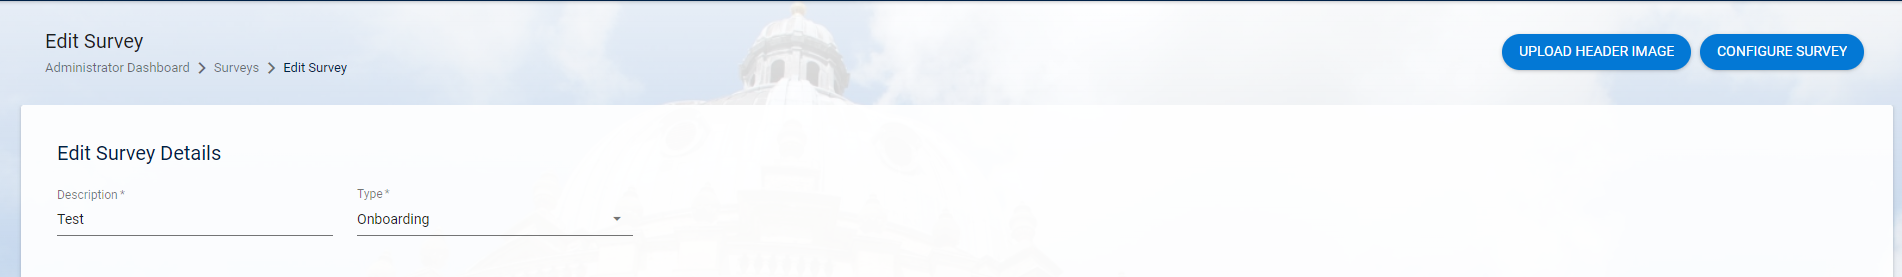 Edit Survey
Administrator Dashboard > Surveys > Edit Survey
UPLOAD HEADER IMAGE
CONFIGURE SURVEY
Edit Survey Details
Description *
Type *
Test
Onboarding